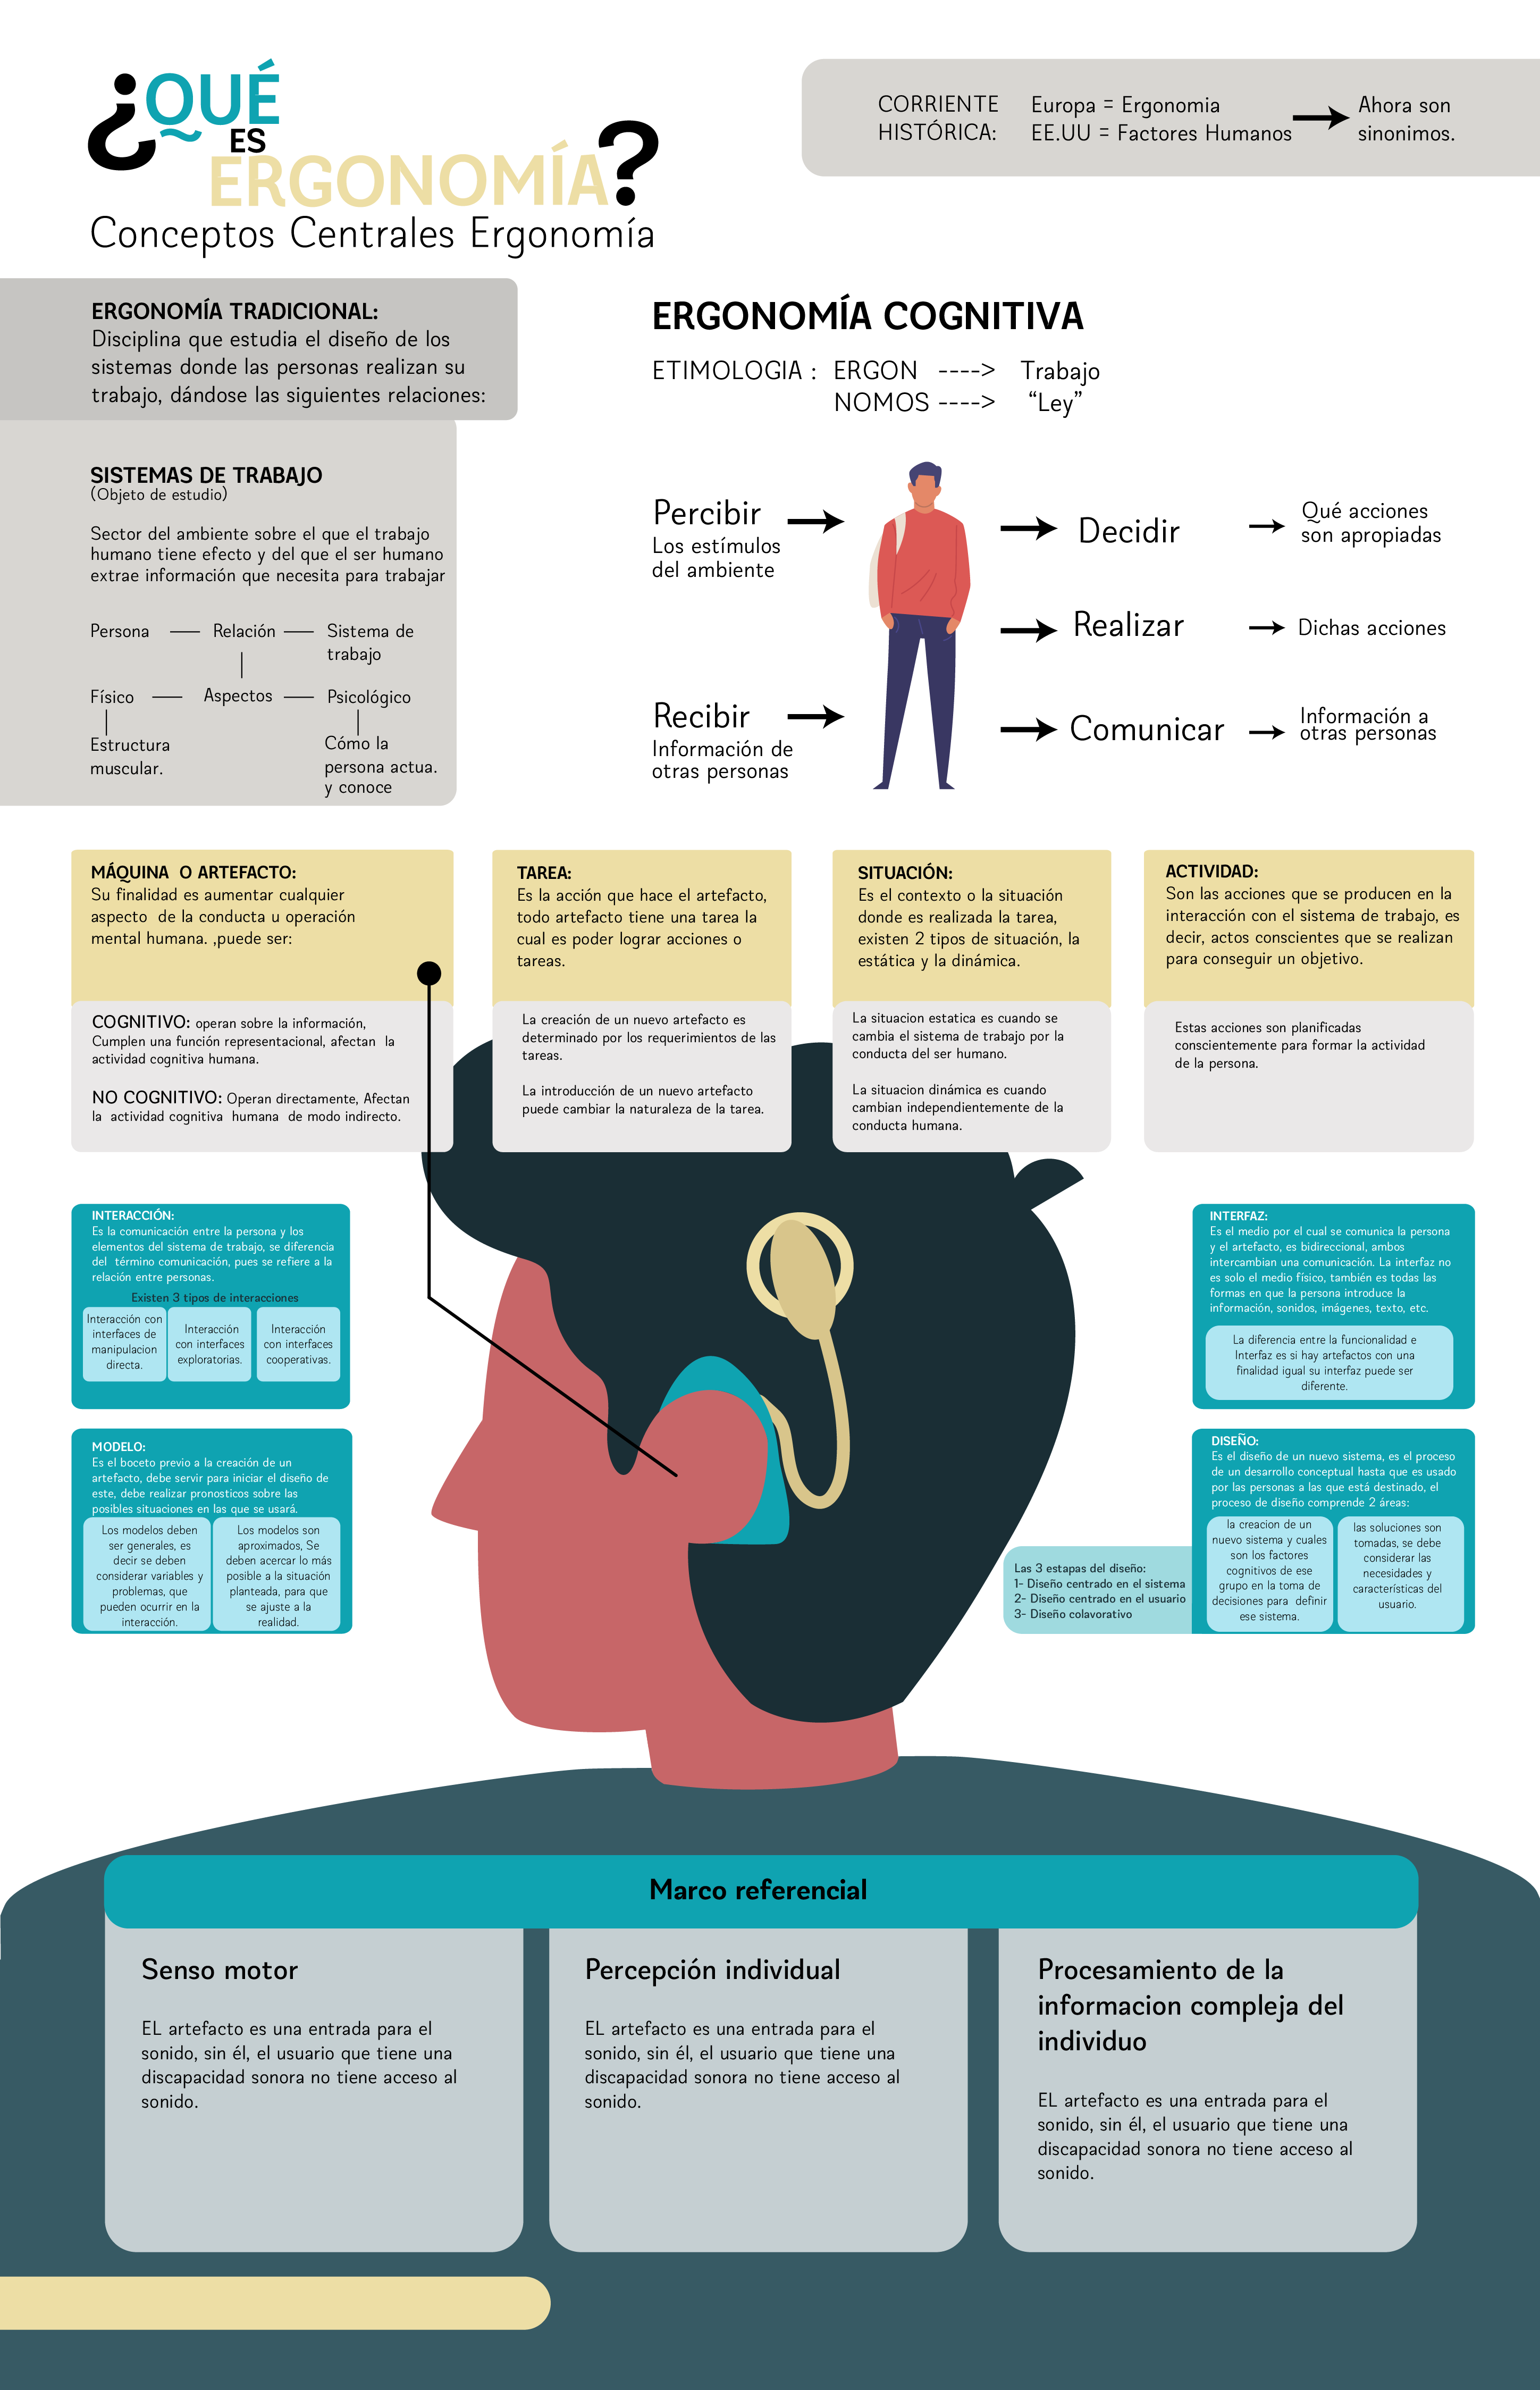 ¿QUÉ
ES
ERGONOMÍA?
Conceptos Centrales Ergonomía
CORRIENTE
HISTÓRICA:
Europa = Ergonomia
EE.UU = Factores Humanos
Ahora son
sinonimos.
ERGONOMÍA TRADICIONAL:
Disciplina que estudia el diseño de los
sistemas donde las personas realizan su
trabajo, dándose las siguientes relaciones:
SISTEMAS DE TRABAJO
(Objeto de estudio)
Sector del ambiente sobre el que el trabajo
humano tiene efecto y del que el ser humano
extrae información que necesita para trabajar
Persona
Relación
Sistema de
trabajo
Físico
Aspectos
Psicológico
Estructura
muscular.
Cómo la
persona actua.
y conoce
ERGONOMÍA COGNITIVA
ETIMOLOGIA : ERGON ----> Trabajo
NOMOS ----> “Ley”
Percibir
Los estímulos
del ambiente
Recibir
Información de
otras personas
Decidir
Qué acciones
son apropiadas
Realizar
Dichas acciones
Comunicar
Información a
otras personas
MÁQUINA O ARTEFACTO:
Su finalidad es aumentar cualquier
aspecto de la conducta u operación
mental humana. ,puede ser:
COGNITIVO: operan sobre la información,
Cumplen una función representacional, afectan la
actividad cognitiva humana.
NO COGNITIVO: Operan directamente, Afectan
la actividad cognitiva humana de modo indirecto.
TAREA:
Es la acción que hace el artefacto,
todo artefacto tiene una tarea la
cual es poder lograr acciones o
tareas.
La creación de un nuevo artefacto es
determinado por los requerimientos de las
tareas.
La introducción de un nuevo artefacto
puede cambiar la naturaleza de la tarea.
SITUACIÓN:
Es el contexto o la situación
donde es realizada la tarea,
existen 2 tipos de situación, la
estática y la dinámica.
La situacion estatica es cuando se
cambia el sistema de trabajo por la
conducta del ser humano.
La situacion dinámica es cuando
cambian independientemente de la
conducta humana.
ACTIVIDAD:
Son las acciones que se producen en la
interacción con el sistema de trabajo, es
decir, actos conscientes que se realizan
para conseguir un objetivo.
Estas acciones son planificadas
conscientemente para formar la actividad
de la persona.
INTERACCIÓN:
Es la comunicación entre la persona y los
elementos del sistema de trabajo, se diferencia
del término comunicación, pues se refiere a la
relación entre personas.
Existen 3 tipos de interacciones
Interacción con
interfaces de
manipulacion
directa.
Interacción
con interfaces
exploratorias.
Interacción
con interfaces
cooperativas.
MODELO:
Es el boceto previo a la creación de un
artefacto, debe servir para iniciar el diseño de
este, debe realizar pronosticos sobre las
posibles situaciones en las que se usará.
Los modelos deben
ser generales, es
decir se deben
considerar variables y
problemas, que
pueden ocurrir en la
interacción.
Los modelos son
aproximados, Se
deben acercar lo más
posible a la situación
planteada, para que
se ajuste a la
realidad.
INTERFAZ:
Es el medio por el cual se comunica la persona
y el artefacto, es bidireccional, ambos
intercambian una comunicación. La interfaz no
es solo el medio físico, también es todas las
formas en que la persona introduce la
información, sonidos, imágenes, texto, etc.
La diferencia entre la funcionalidad e
Interfaz es si hay artefactos con una
finalidad igual su interfaz puede ser
diferente.
DISEÑO:
Es el diseño de un nuevo sistema, es el proceso
de un desarrollo conceptual hasta que es usado
por las personas a las que está destinado, el
proceso de diseño comprende 2 áreas:
la creacion de un
nuevo sistema y cuales
son los factores
cognitivos de ese
grupo en la toma de
decisiones para definir
ese sistema.
las soluciones son
tomadas, se debe
considerar las
necesidades y
características del
usuario.
Las 3 estapas del diseño:
1- Diseño centrado en el sistema
2- Diseño centrado en el usuario
3- Diseño colavorativo
Marco referencial
Senso motor
EL artefacto es una entrada para el
sonido, sin él, el usuario que tiene una
discapacidad sonora no tiene acceso al
sonido.
Percepción individual
EL artefacto es una entrada para el
sonido, sin él, el usuario que tiene una
discapacidad sonora no tiene acceso al
sonido.
Procesamiento de la
informacion compleja del
individuo
EL artefacto es una entrada para el
sonido, sin él, el usuario que tiene una
discapacidad sonora no tiene acceso al
sonido.